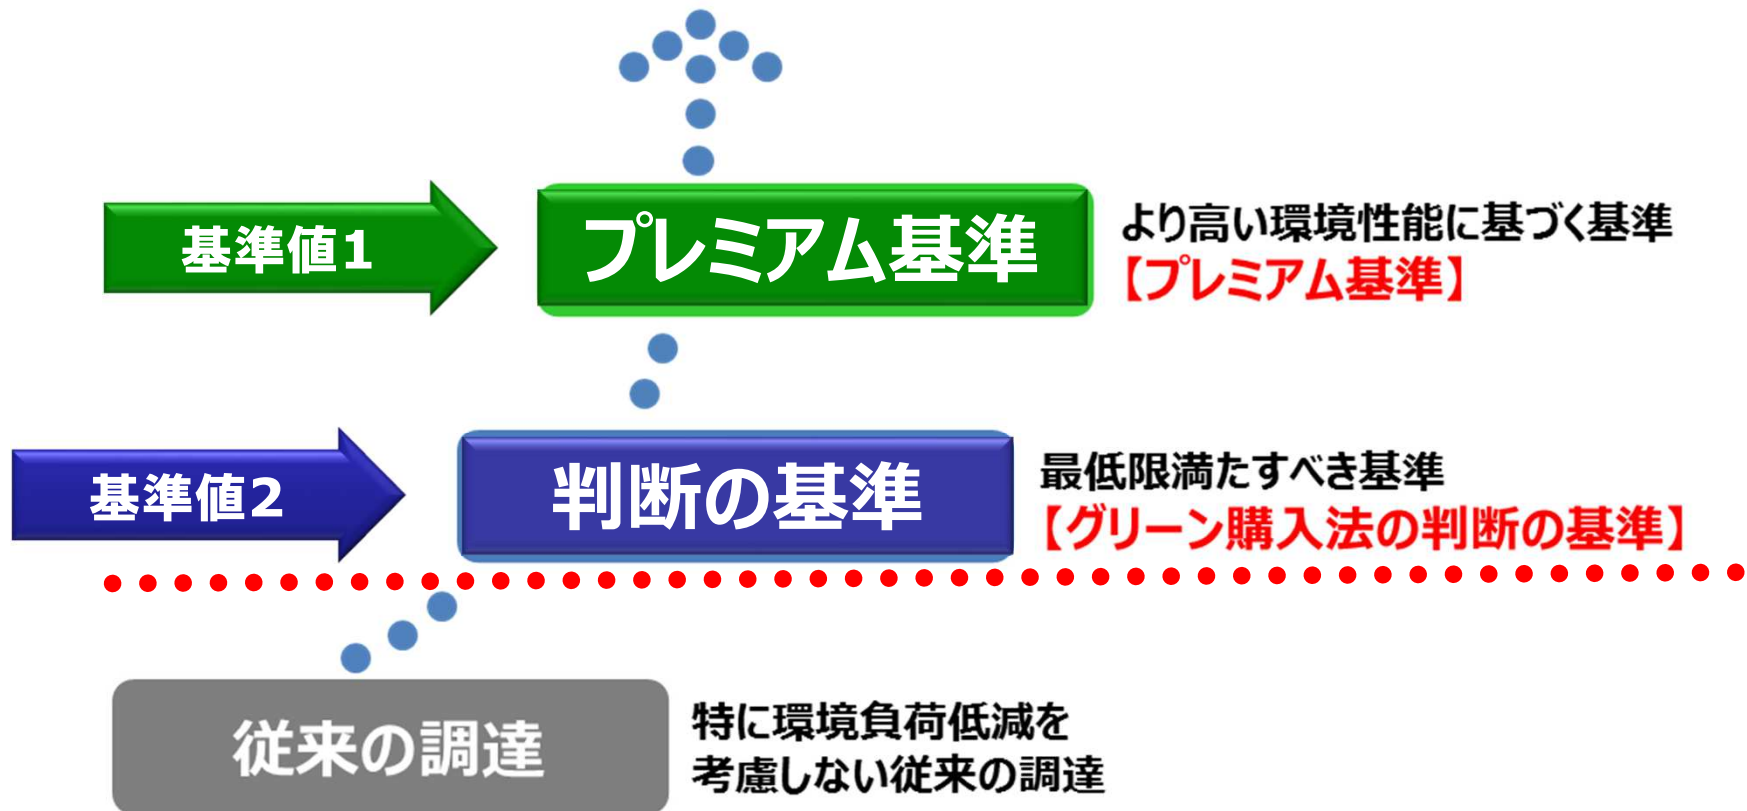 基準値1
プレミアム基準
より高い環境性能に基づく基準
【プレミアム基準】
基準値2
判断の基準
最低限満たすべき基準
【グリーン購入法の判断の基準】
従来の調達
特に環境負荷低減を
考慮しない従来の調達